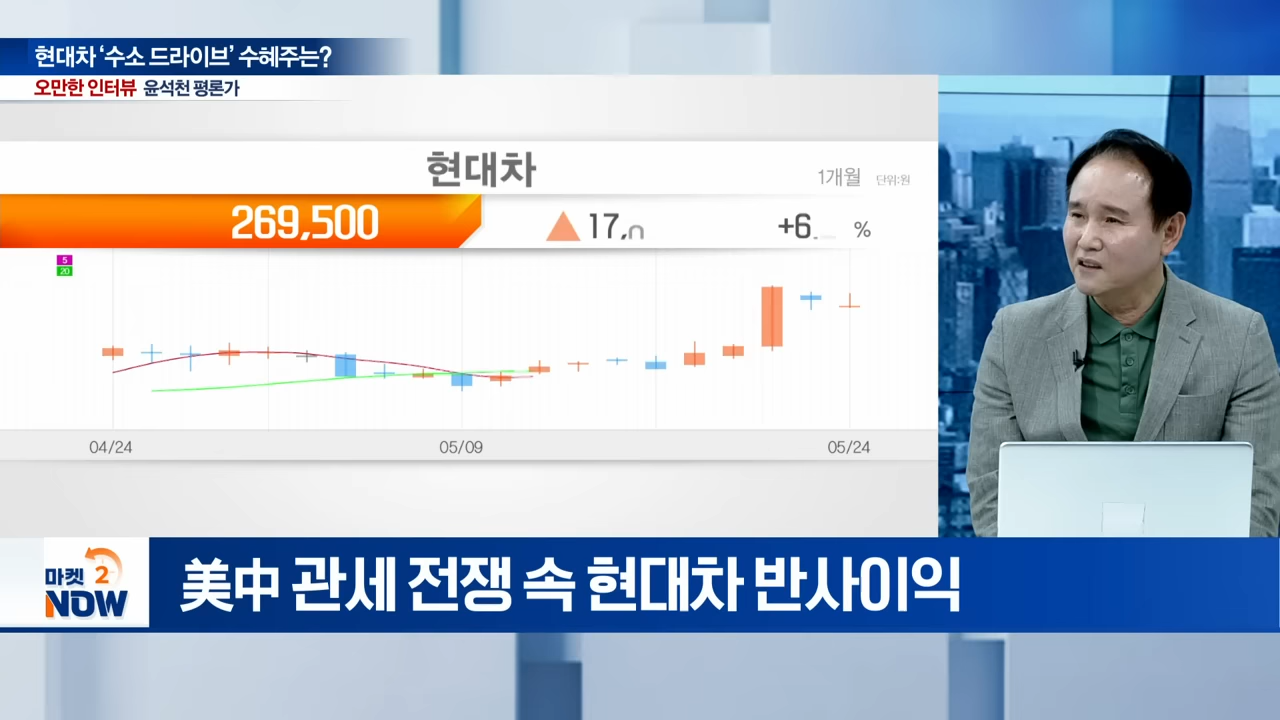 현대차 ‘수소 드라이브’ 수혜주는?
오만한 인터뷰 윤석천 평론가
현대차
1개월 단위:원
269,500 ▲ 17, +6 %
5
20
04/24 05/09 05/24
마켓 2
NOW
美中 관세 전쟁 속 현대차 반사이익